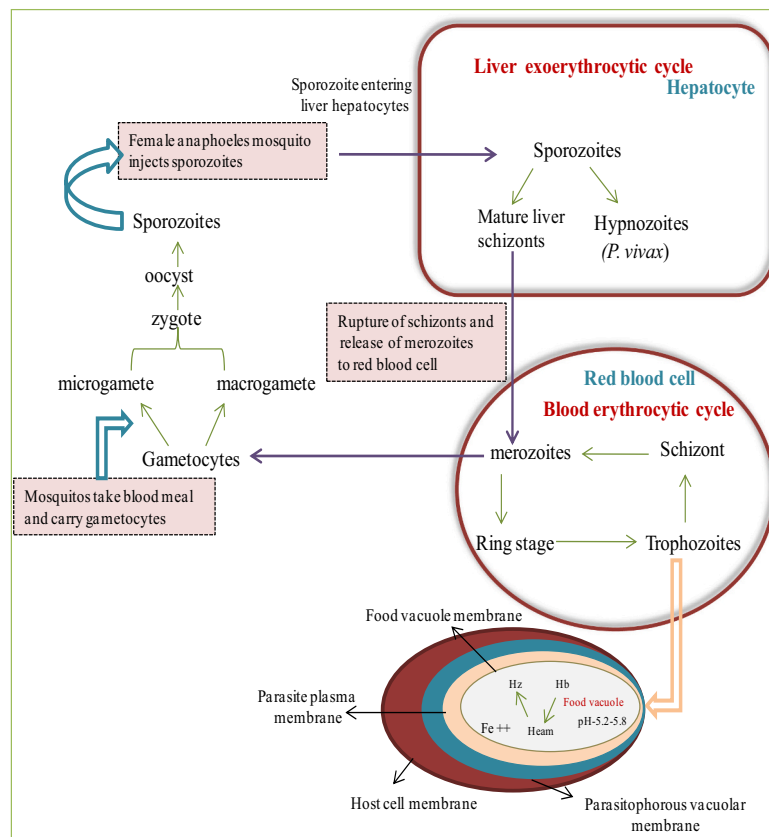 Liver exoerythrocytic cycle
Hepatocyte
Sporozoite entering
liver hepatocytes
Female anaphoeles mosquito
injects sporozoites
Sporozoites
Mature liver
schizonts
Hypnozoites
(P. vivax)
Sporozoites
oocyst
zygote
microgamete
macrogamete
Gametocytes
Mosquitos take blood meal
and carry gametocytes
Rupture of schizonts and
release of merozoites
to red blood cell
Red blood cell
Blood erythrocytic cycle
merozoites
Schizont
Ring stage
Trophozoites
Food vacuole membrane
Parasite plasma
membrane
Host cell membrane
Parasitophorous vacuolar
membrane
Hz
Hb
Food vacuole
pH-5.2-5.8
Fe ++
Heam